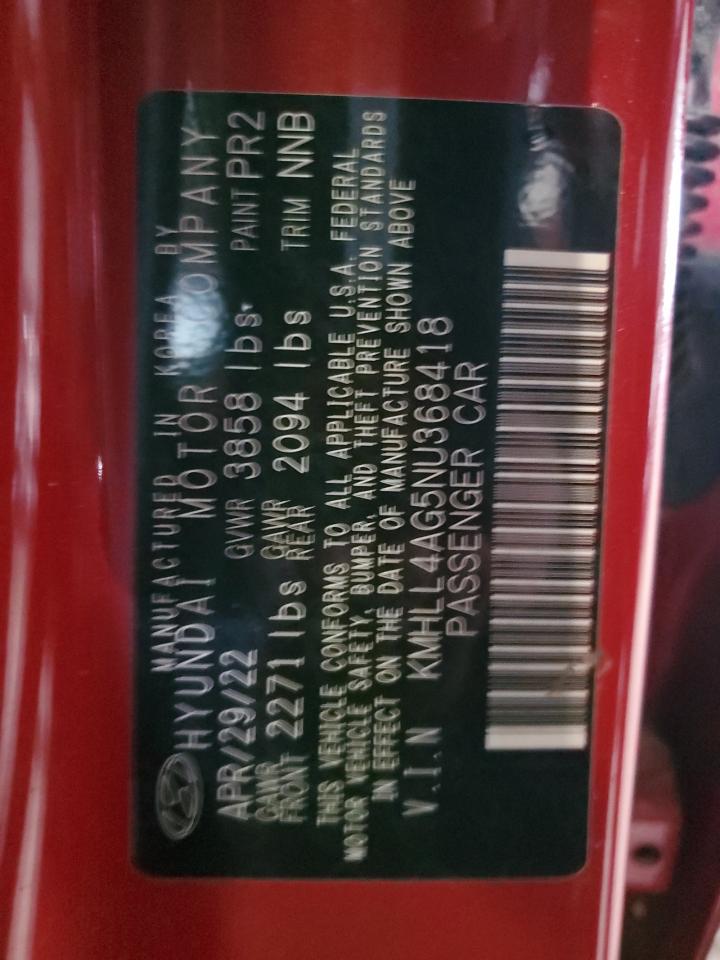 MANUFACTURED IN KOREA BY
HYUNDAI MOTOR COMPANY
APR/29/22 GVWR 3858 lbs. PAINT PR2
GAWR FRONT 2271 lbs GAWR REAR 2094 lbs TRIM NNB
THIS VEHICLE CONFORMS TO ALL APPLICABLE U.S.A. FEDERAL
MOTOR VEHICLE SAFETY, BUMPER, AND THEFT PREVENTION STANDARDS
IN EFFECT ON THE DATE OF MANUFACTURE SHOWN ABOVE
V.I.N KMHLL4AG5NU368418
PASSENGER CAR